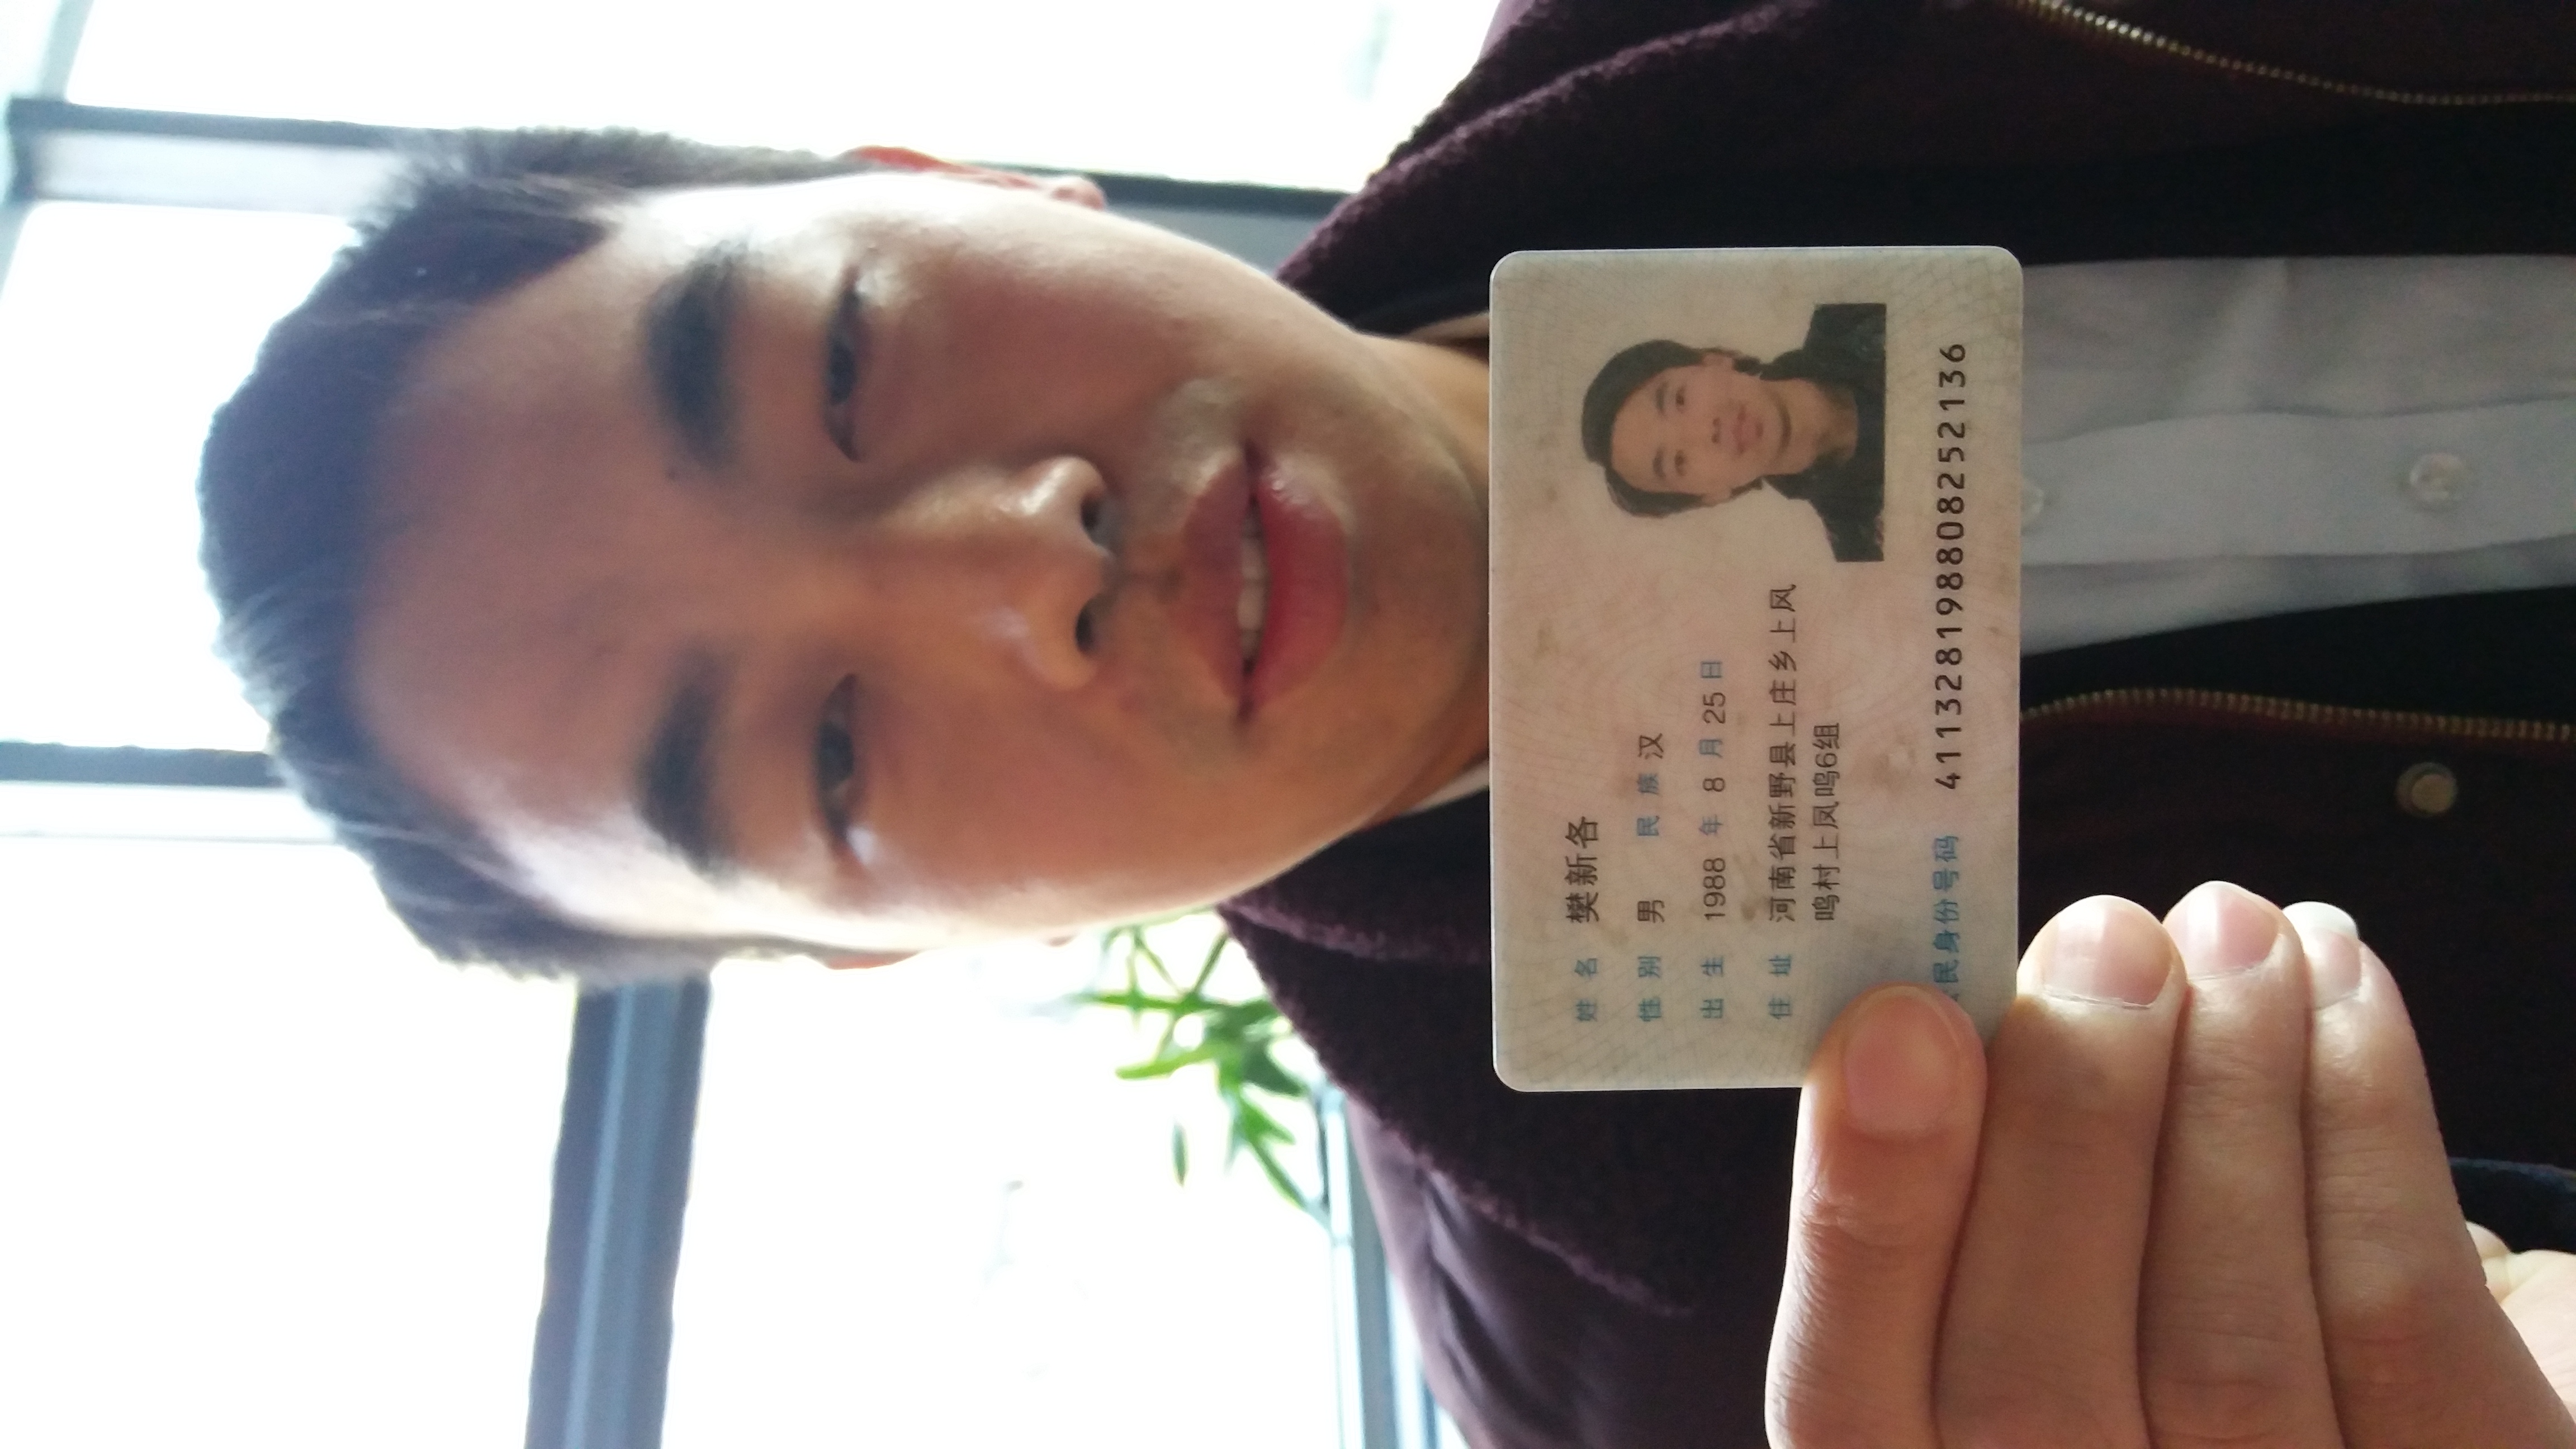 姓名 樊新各
性别 男 民族 汉
出生 1988 年 8 月 25 日
住址 河南省新野县上庄乡上凤
鸣村上凤鸣6组
民身份号码 411328198808252136